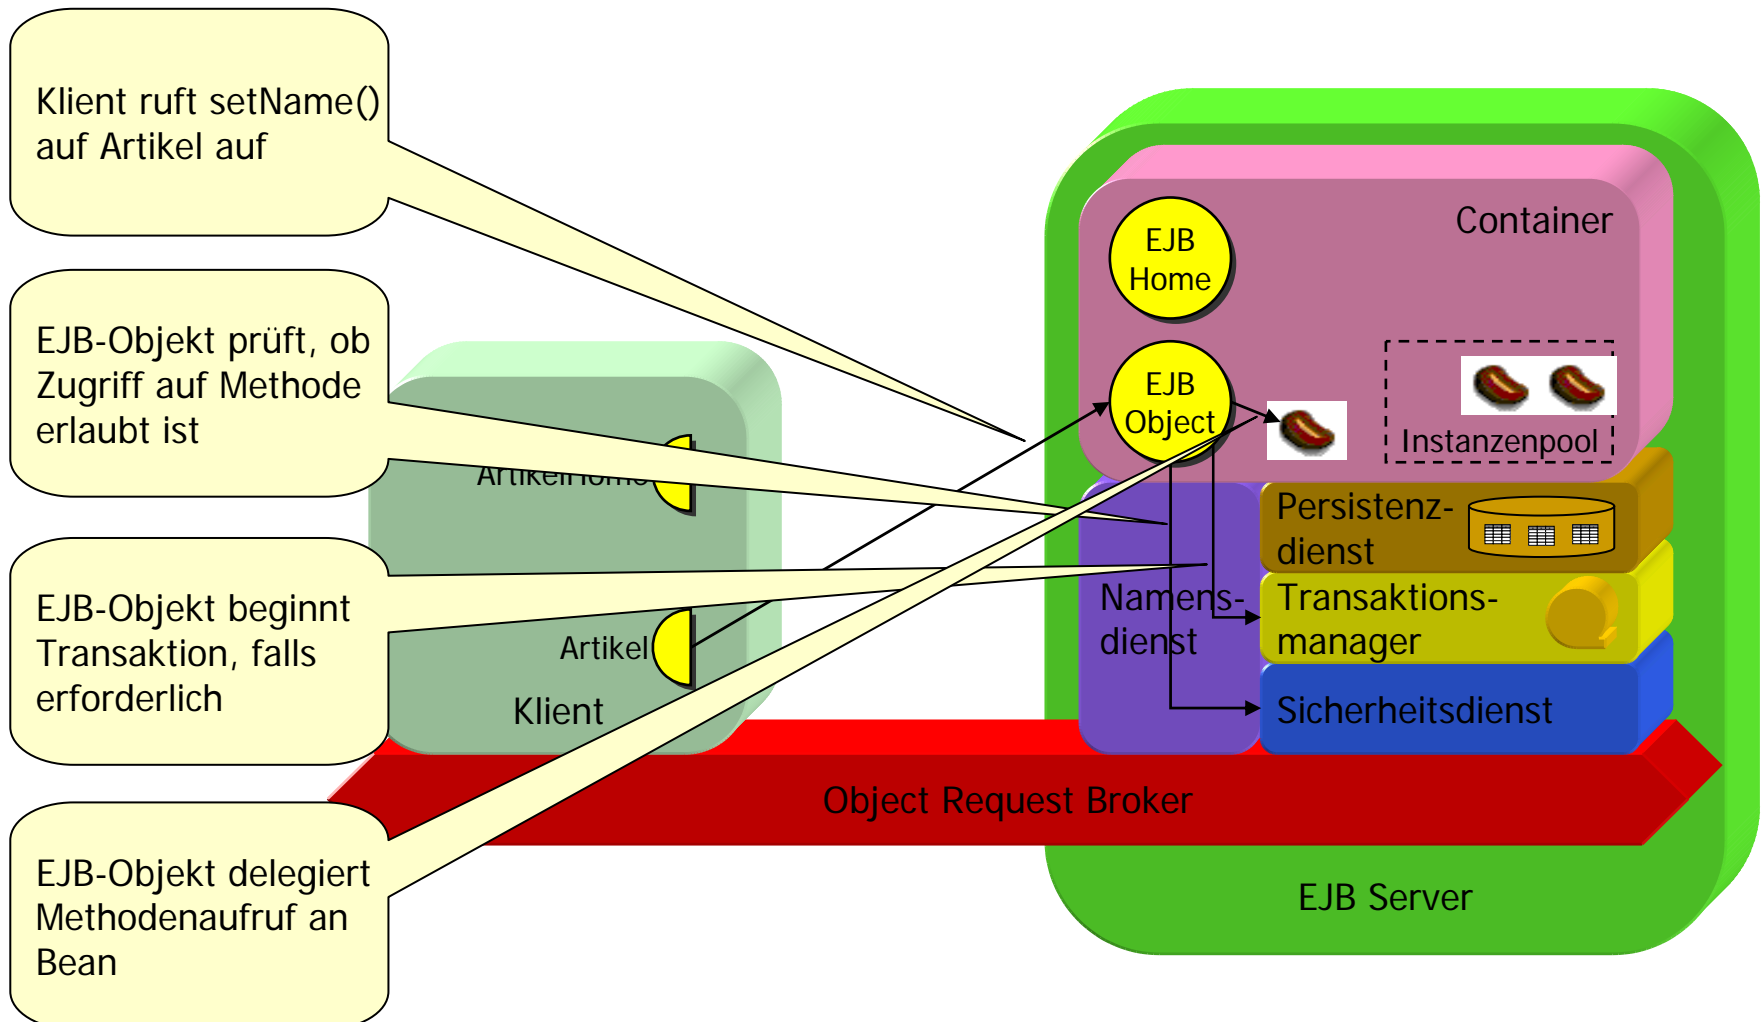 Klient ruft setName()
auf Artikel auf
EJB-Objekt prüft, ob
Zugriff auf Methode
erlaubt ist
EJB-Objekt beginnt
Transaktion, falls
erforderlich
EJB-Objekt delegiert
Methodenaufruf an
Bean
ArtikelHome
Artikel
Klient
EJB
Home
Container
EJB
Object
Instanzenpool
Persistenz-
dienst
Namens-
dienst
Transaktions-
manager
Sicherheitsdienst
Object Request Broker
EJB Server